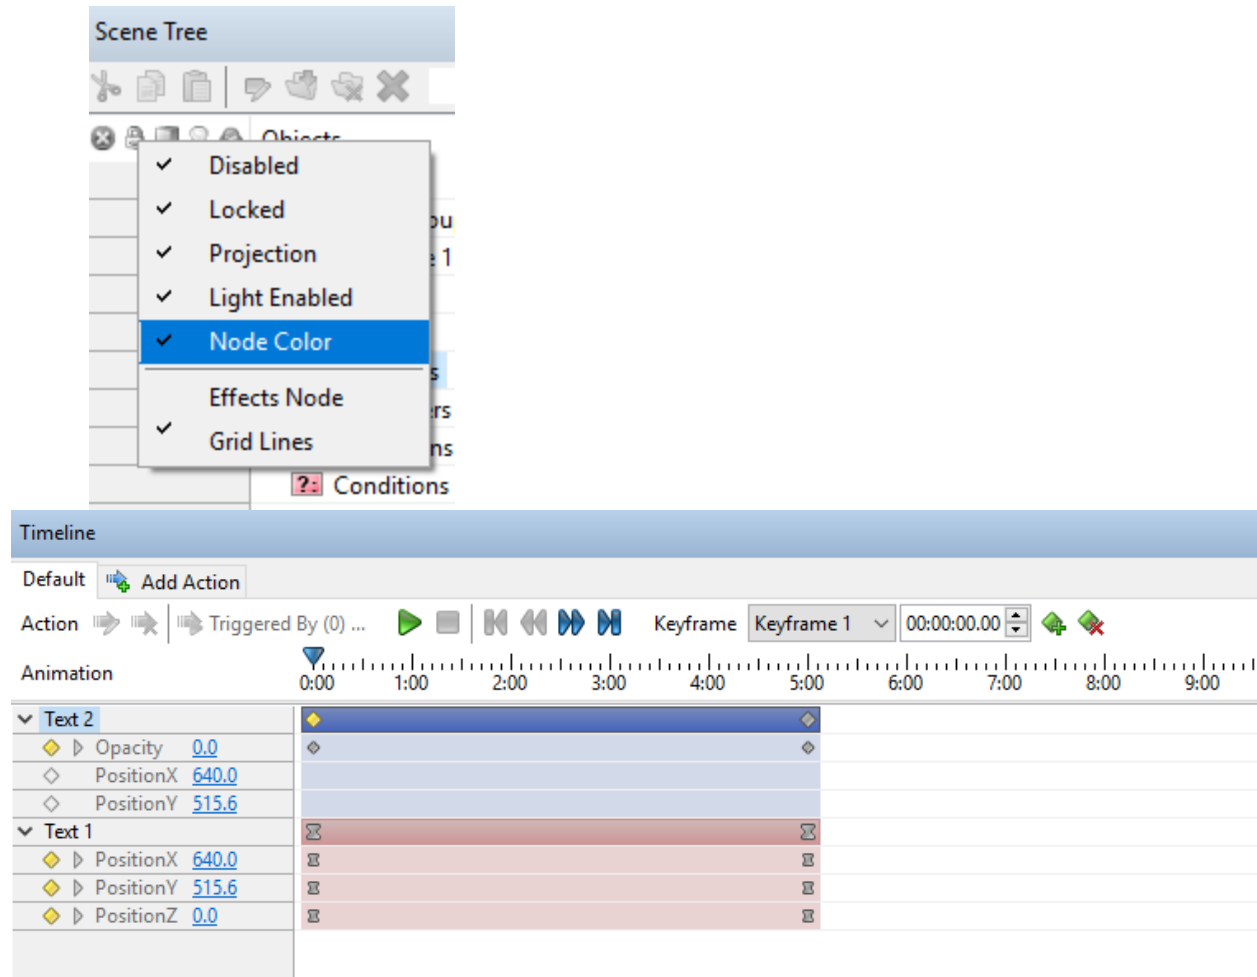 Scene Tree
Objects
Disabled
Locked
Projection
Light Enabled
Node Color
Effects Node
Grid Lines
?: Conditions
Timeline
Default Add Action
Action Triggered By (0) ... Keyframe Keyframe 1 00:00:00.00
Animation 0:00 1:00 2:00 3:00 4:00 5:00 6:00 7:00 8:00 9:00
Text 2
Opacity 0.0
PositionX 640.0
PositionY 515.6
Text 1
PositionX 640.0
PositionY 515.6
PositionZ 0.0